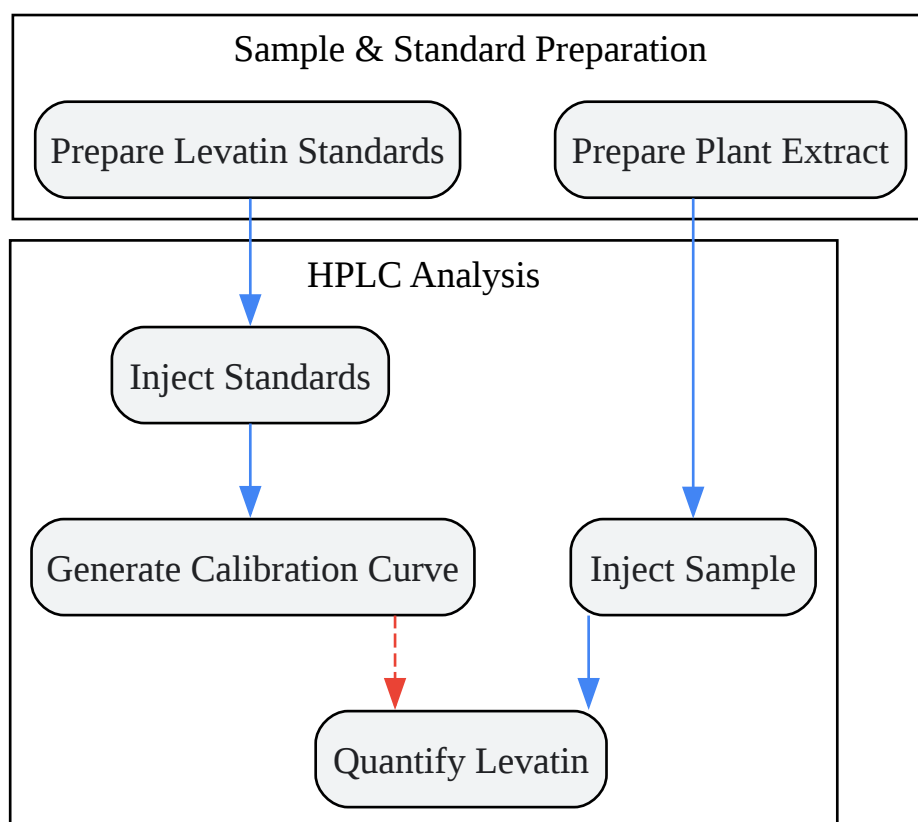 Sample & Standard Preparation
Prepare Levatin Standards
Prepare Plant Extract
HPLC Analysis
Inject Standards
Generate Calibration Curve
Inject Sample
Quantify Levatin